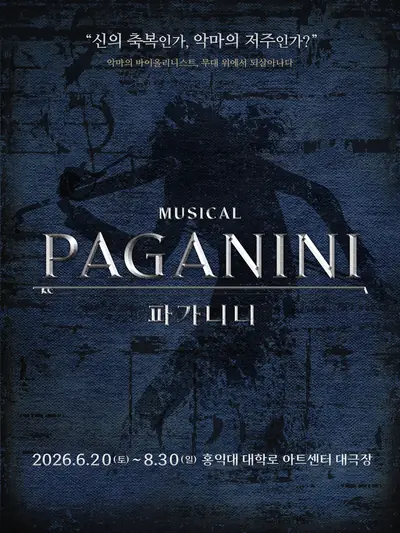 “신의 축복인가, 악마의 저주인가?”
악마의 바이올리니스트, 무대 위에서 되살아나다
MUSICAL
PAGANINI
파가니니
2026.6.20(토)~8.30(일) 홍익대 대학로 아트센터 대극장